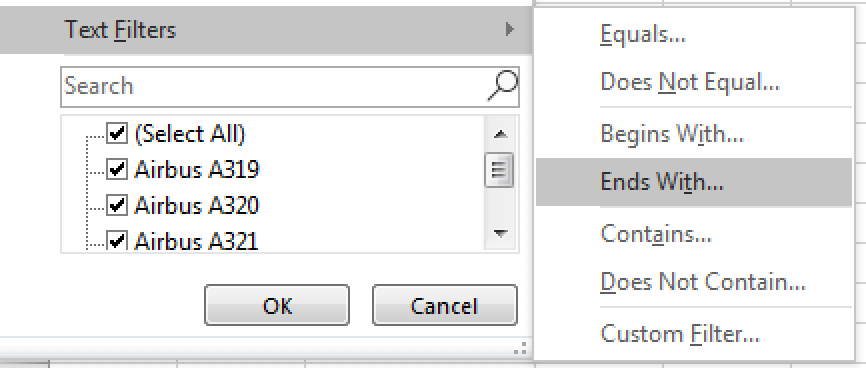 Text Filters
Search
(Select All)
Airbus A319
Airbus A320
Airbus A321
OK
Cancel
Equals...
Does Not Equal...
Begins With...
Ends With...
Contains...
Does Not Contain...
Custom Filter...